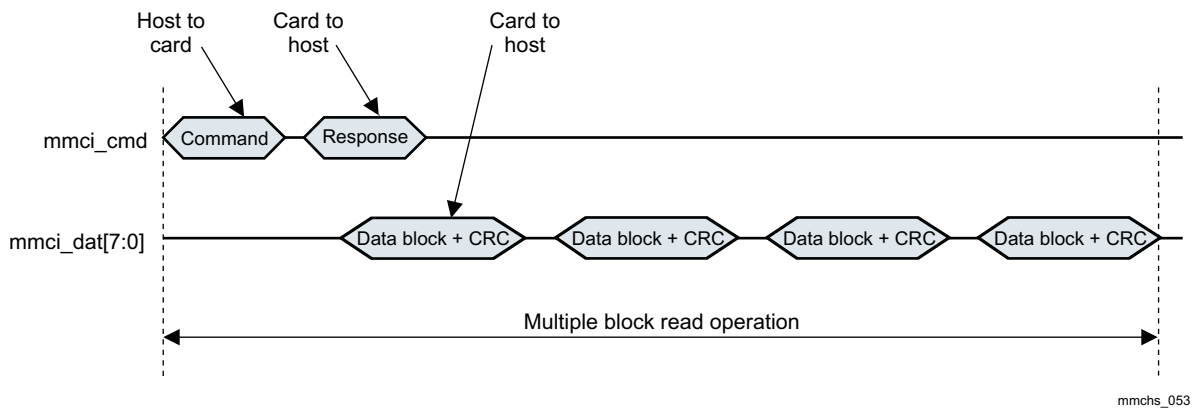 Host to
card
Card to
host
Card to
host
mmci_cmd
Command
Response
mmci_dat[7:0]
Data block + CRC
Data block + CRC
Data block + CRC
Data block + CRC
Multiple block read operation
mmchs_053